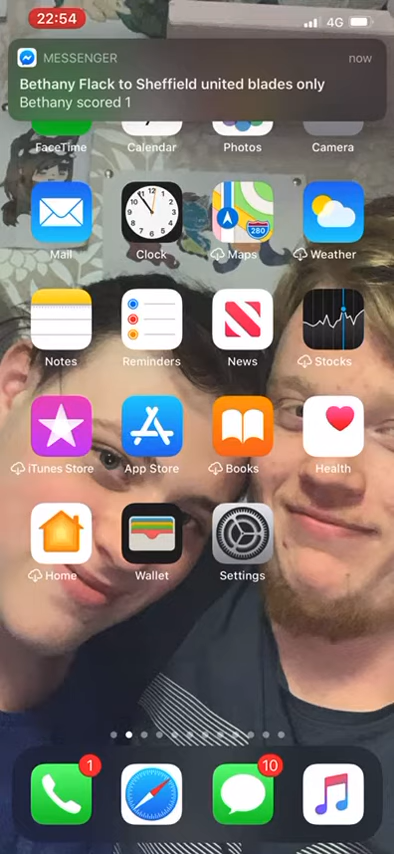 22:54
4G
MESSENGER
now
Bethany Flack to Sheffield united blades only
Bethany scored 1
FaceTime
Calendar
Photos
Camera
Mail
Clock
Maps
Weather
280
Notes
Reminders
News
Stocks
iTunes Store
App Store
Books
Health
Home
Wallet
Settings
1
10